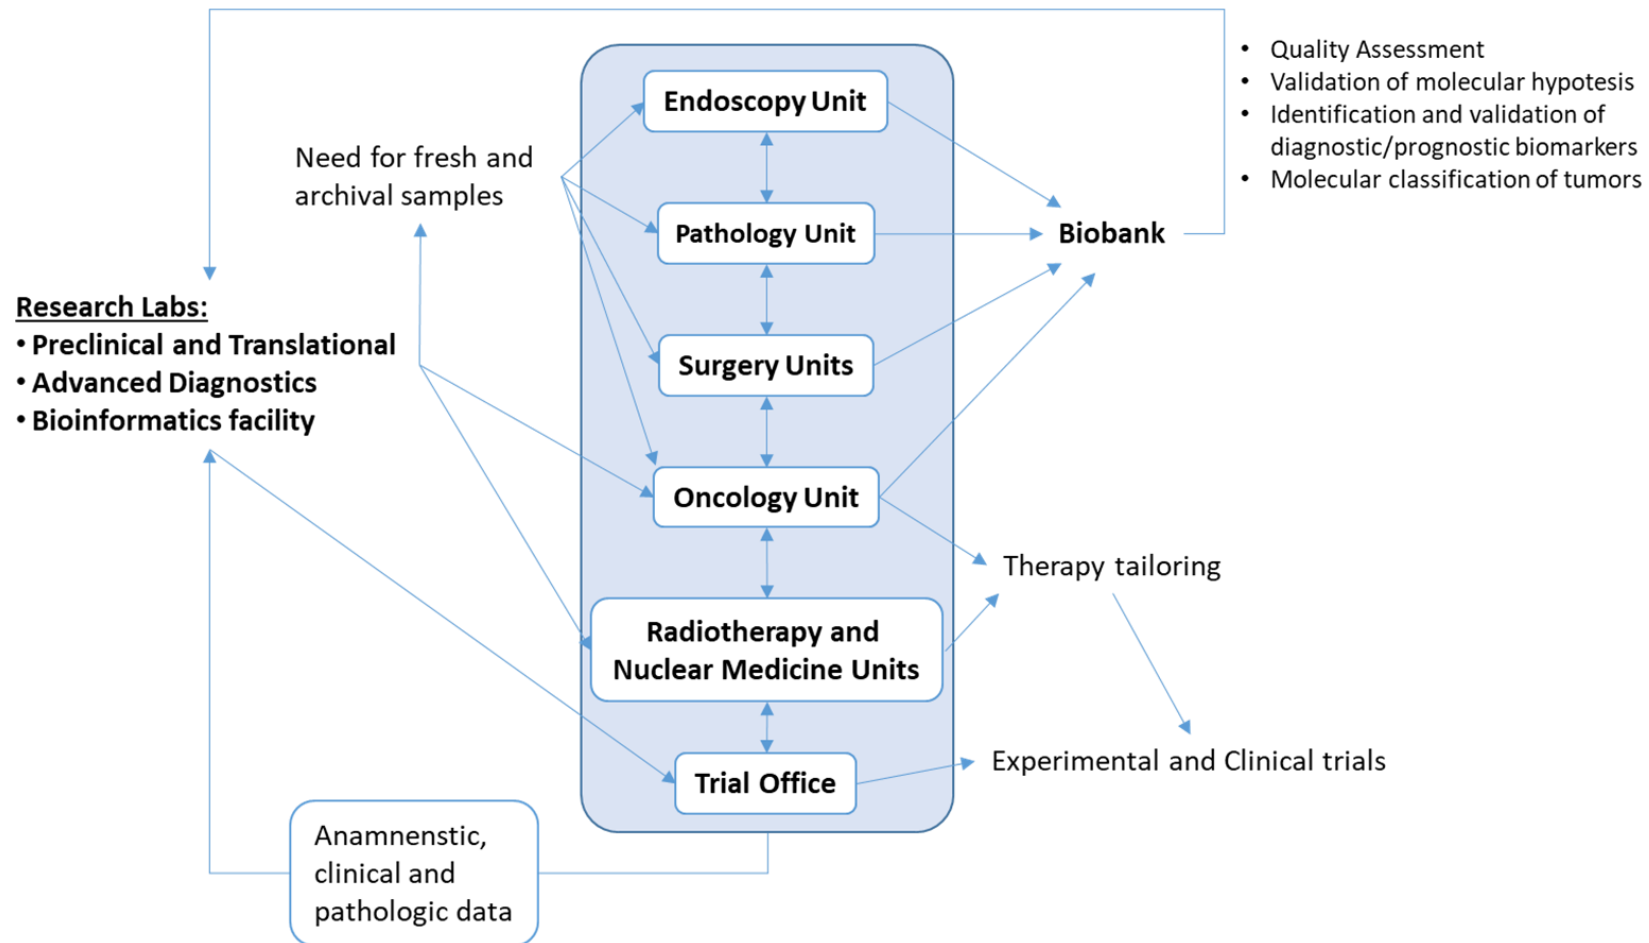 • Quality Assessment
• Validation of molecular hypotesis
• Identification and validation of
diagnostic/prognostic biomarkers
• Molecular classification of tumors
Endoscopy Unit
Need for fresh and
archival samples
Pathology Unit
Biobank
Research Labs:
• Preclinical and Translational
• Advanced Diagnostics
• Bioinformatics facility
Surgery Units
Oncology Unit
Therapy tailoring
Radiotherapy and
Nuclear Medicine Units
Trial Office
Experimental and Clinical trials
Anamnenstic,
clinical and
pathologic data